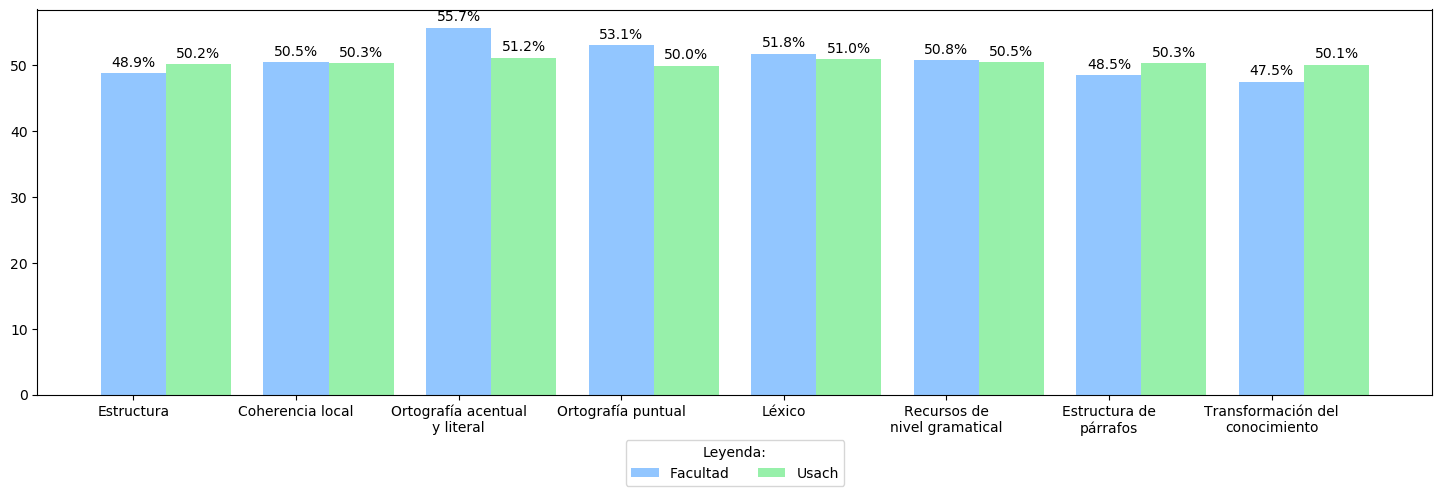 55.7%
53.1%
51.8%
51.2%
51.0%
50.8%
50.5%
50.5%
50.3%
50.3%
50.2%
50.1%
50.0%
48.9%
48.5%
47.5%
50
40
30
20
10
0
Estructura
Coherencia local
Ortografía acentual
y literal
Ortografía puntual
Léxico
Recursos de
nivel gramatical
Estructura de
párrafos
Transformación del
conocimiento
Leyenda:
Facultad
Usach